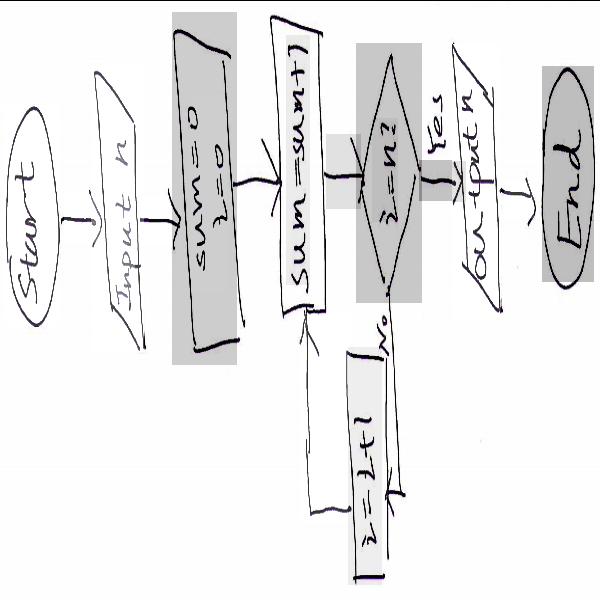 Start
Input n
sum=0
i=0
sum=sum+1
i=n?
Yes
output n
End
No
i=i+1